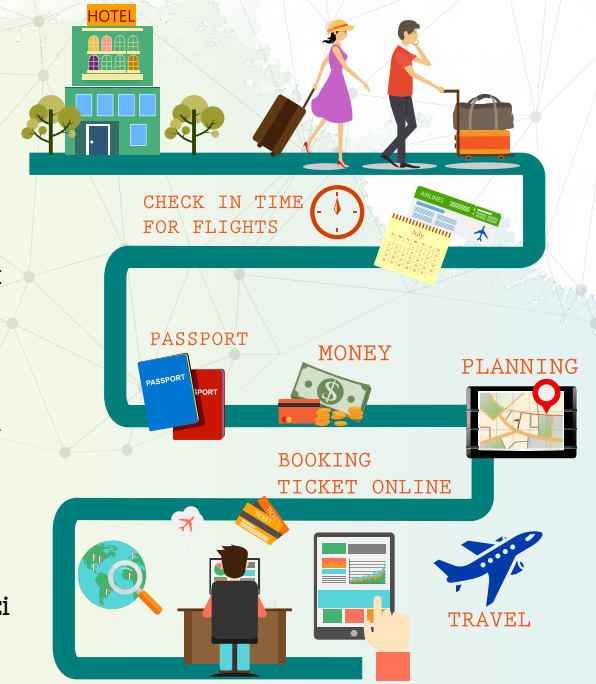 HOTEL
CHECK IN TIME
FOR FLIGHTS
AIRLINES
July
PASSPORT
PASSPORT
SPORT
MONEY
PLANNING
BOOKING
TICKET ONLINE
TICKET
TRAVEL